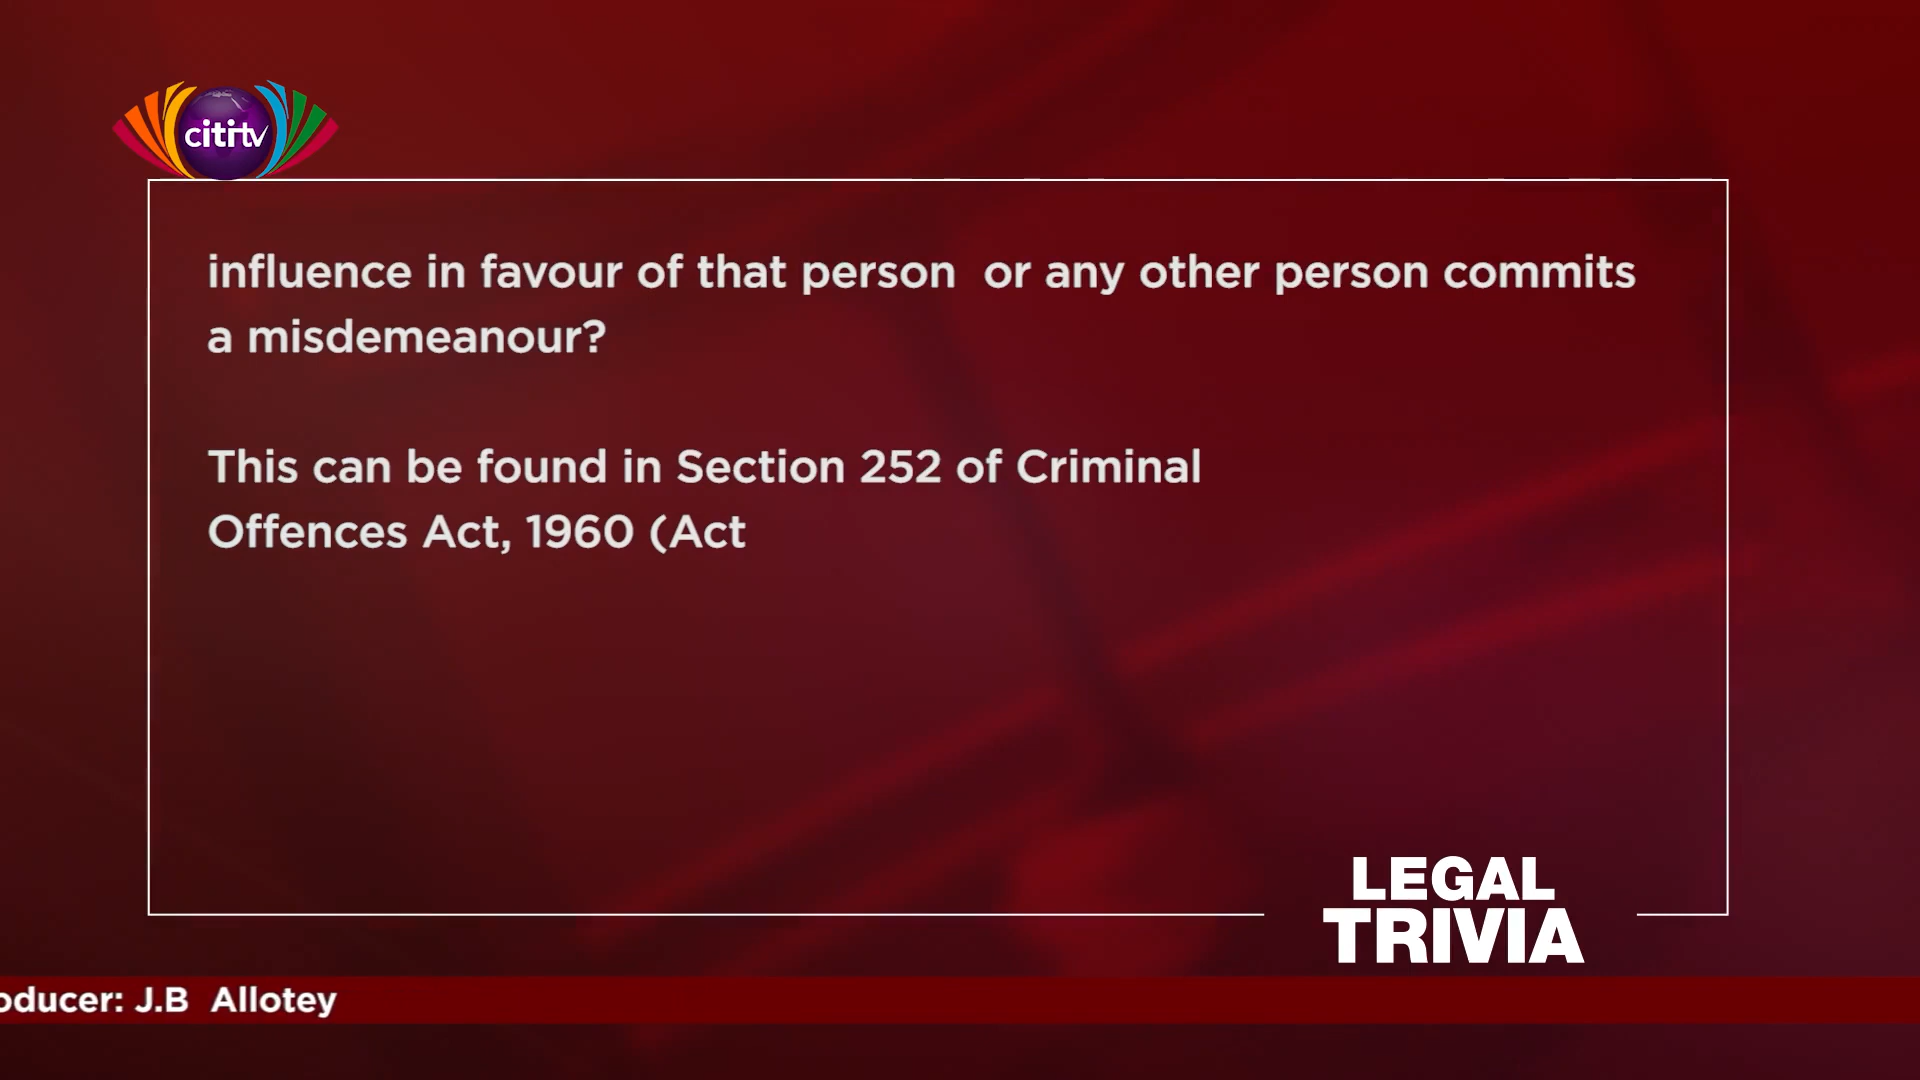 citi tv
influence in favour of that person  or any other person commits
a misdemeanour?
This can be found in Section 252 of Criminal
Offences Act, 1960 (Act
LEGAL
TRIVIA
oducer: J.B  Allotey